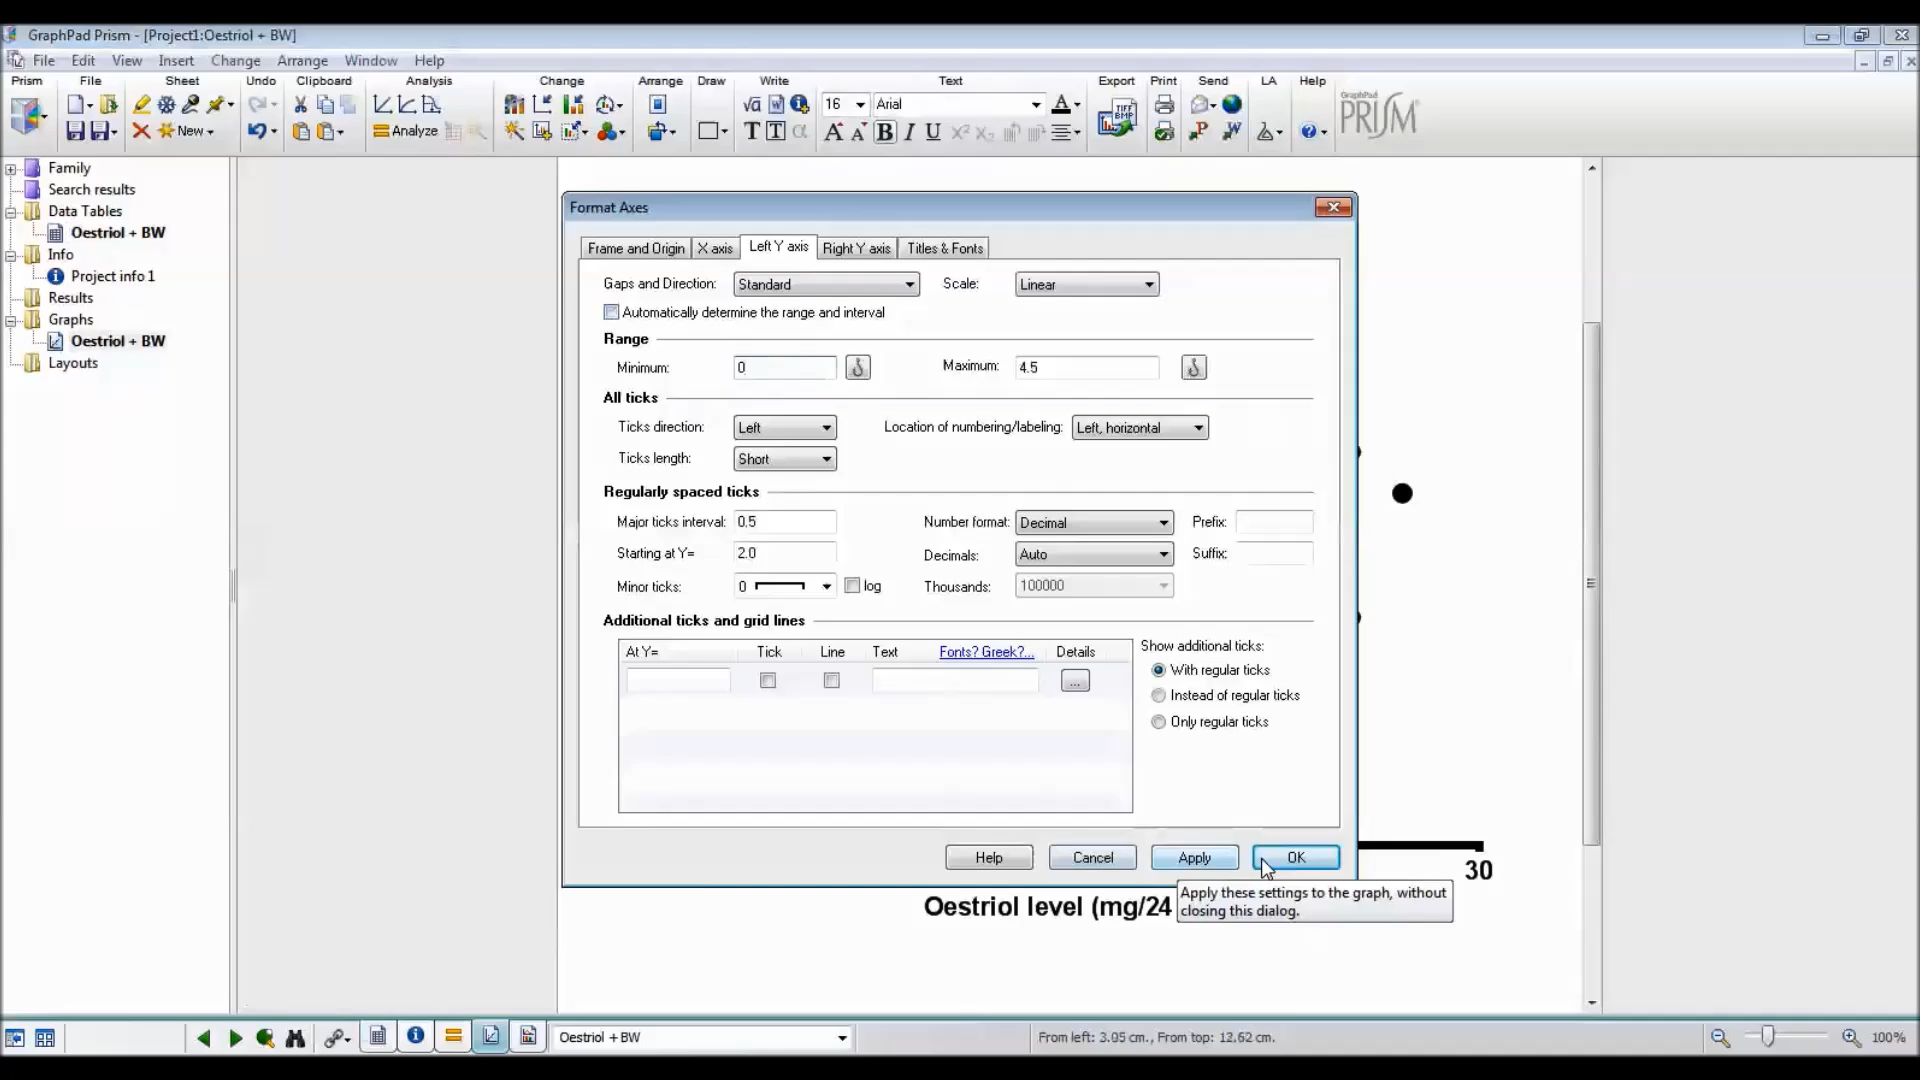 GraphPad Prism - [Project1:Oestriol + BW]
File Edit View Insert Change Arrange Window Help
Prism File Sheet Undo Clipboard Analysis Change Arrange Draw Write Text Export Print Send LA Help
16 Arial
New Analyze
GraphPad PRISM
Family
Search results
Data Tables
Oestriol + BW
Info
Project info 1
Results
Graphs
Oestriol + BW
Layouts
Format Axes
Frame and Origin X axis Left Y axis Right Y axis Titles & Fonts
Gaps and Direction: Standard Scale: Linear
Automatically determine the range and interval
Range
Minimum: 0 Maximum: 4.5
All ticks
Ticks direction: Left Location of numbering/labeling: Left, horizontal
Ticks length: Short
Regularly spaced ticks
Major ticks interval: 0.5 Number format: Decimal Prefix:
Starting at Y= 2.0 Decimals: Auto Suffix:
Minor ticks: 0 log Thousands: 100000
Additional ticks and grid lines
At Y= Tick Line Text Fonts? Greek?... Details
...
Show additional ticks:
With regular ticks
Instead of regular ticks
Only regular ticks
Help Cancel Apply OK
30
Oestriol level (mg/24
Apply these settings to the graph, without
closing this dialog.
Oestriol + BW From left: 3.05 cm., From top: 12.62 cm. 100%